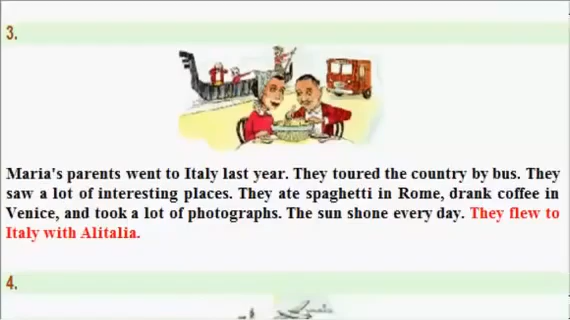 3.
Maria's parents went to Italy last year. They toured the country by bus. They
saw a lot of interesting places. They ate spaghetti in Rome, drank coffee in
Venice, and took a lot of photographs. The sun shone every day. They flew to
Italy with Alitalia.
4.